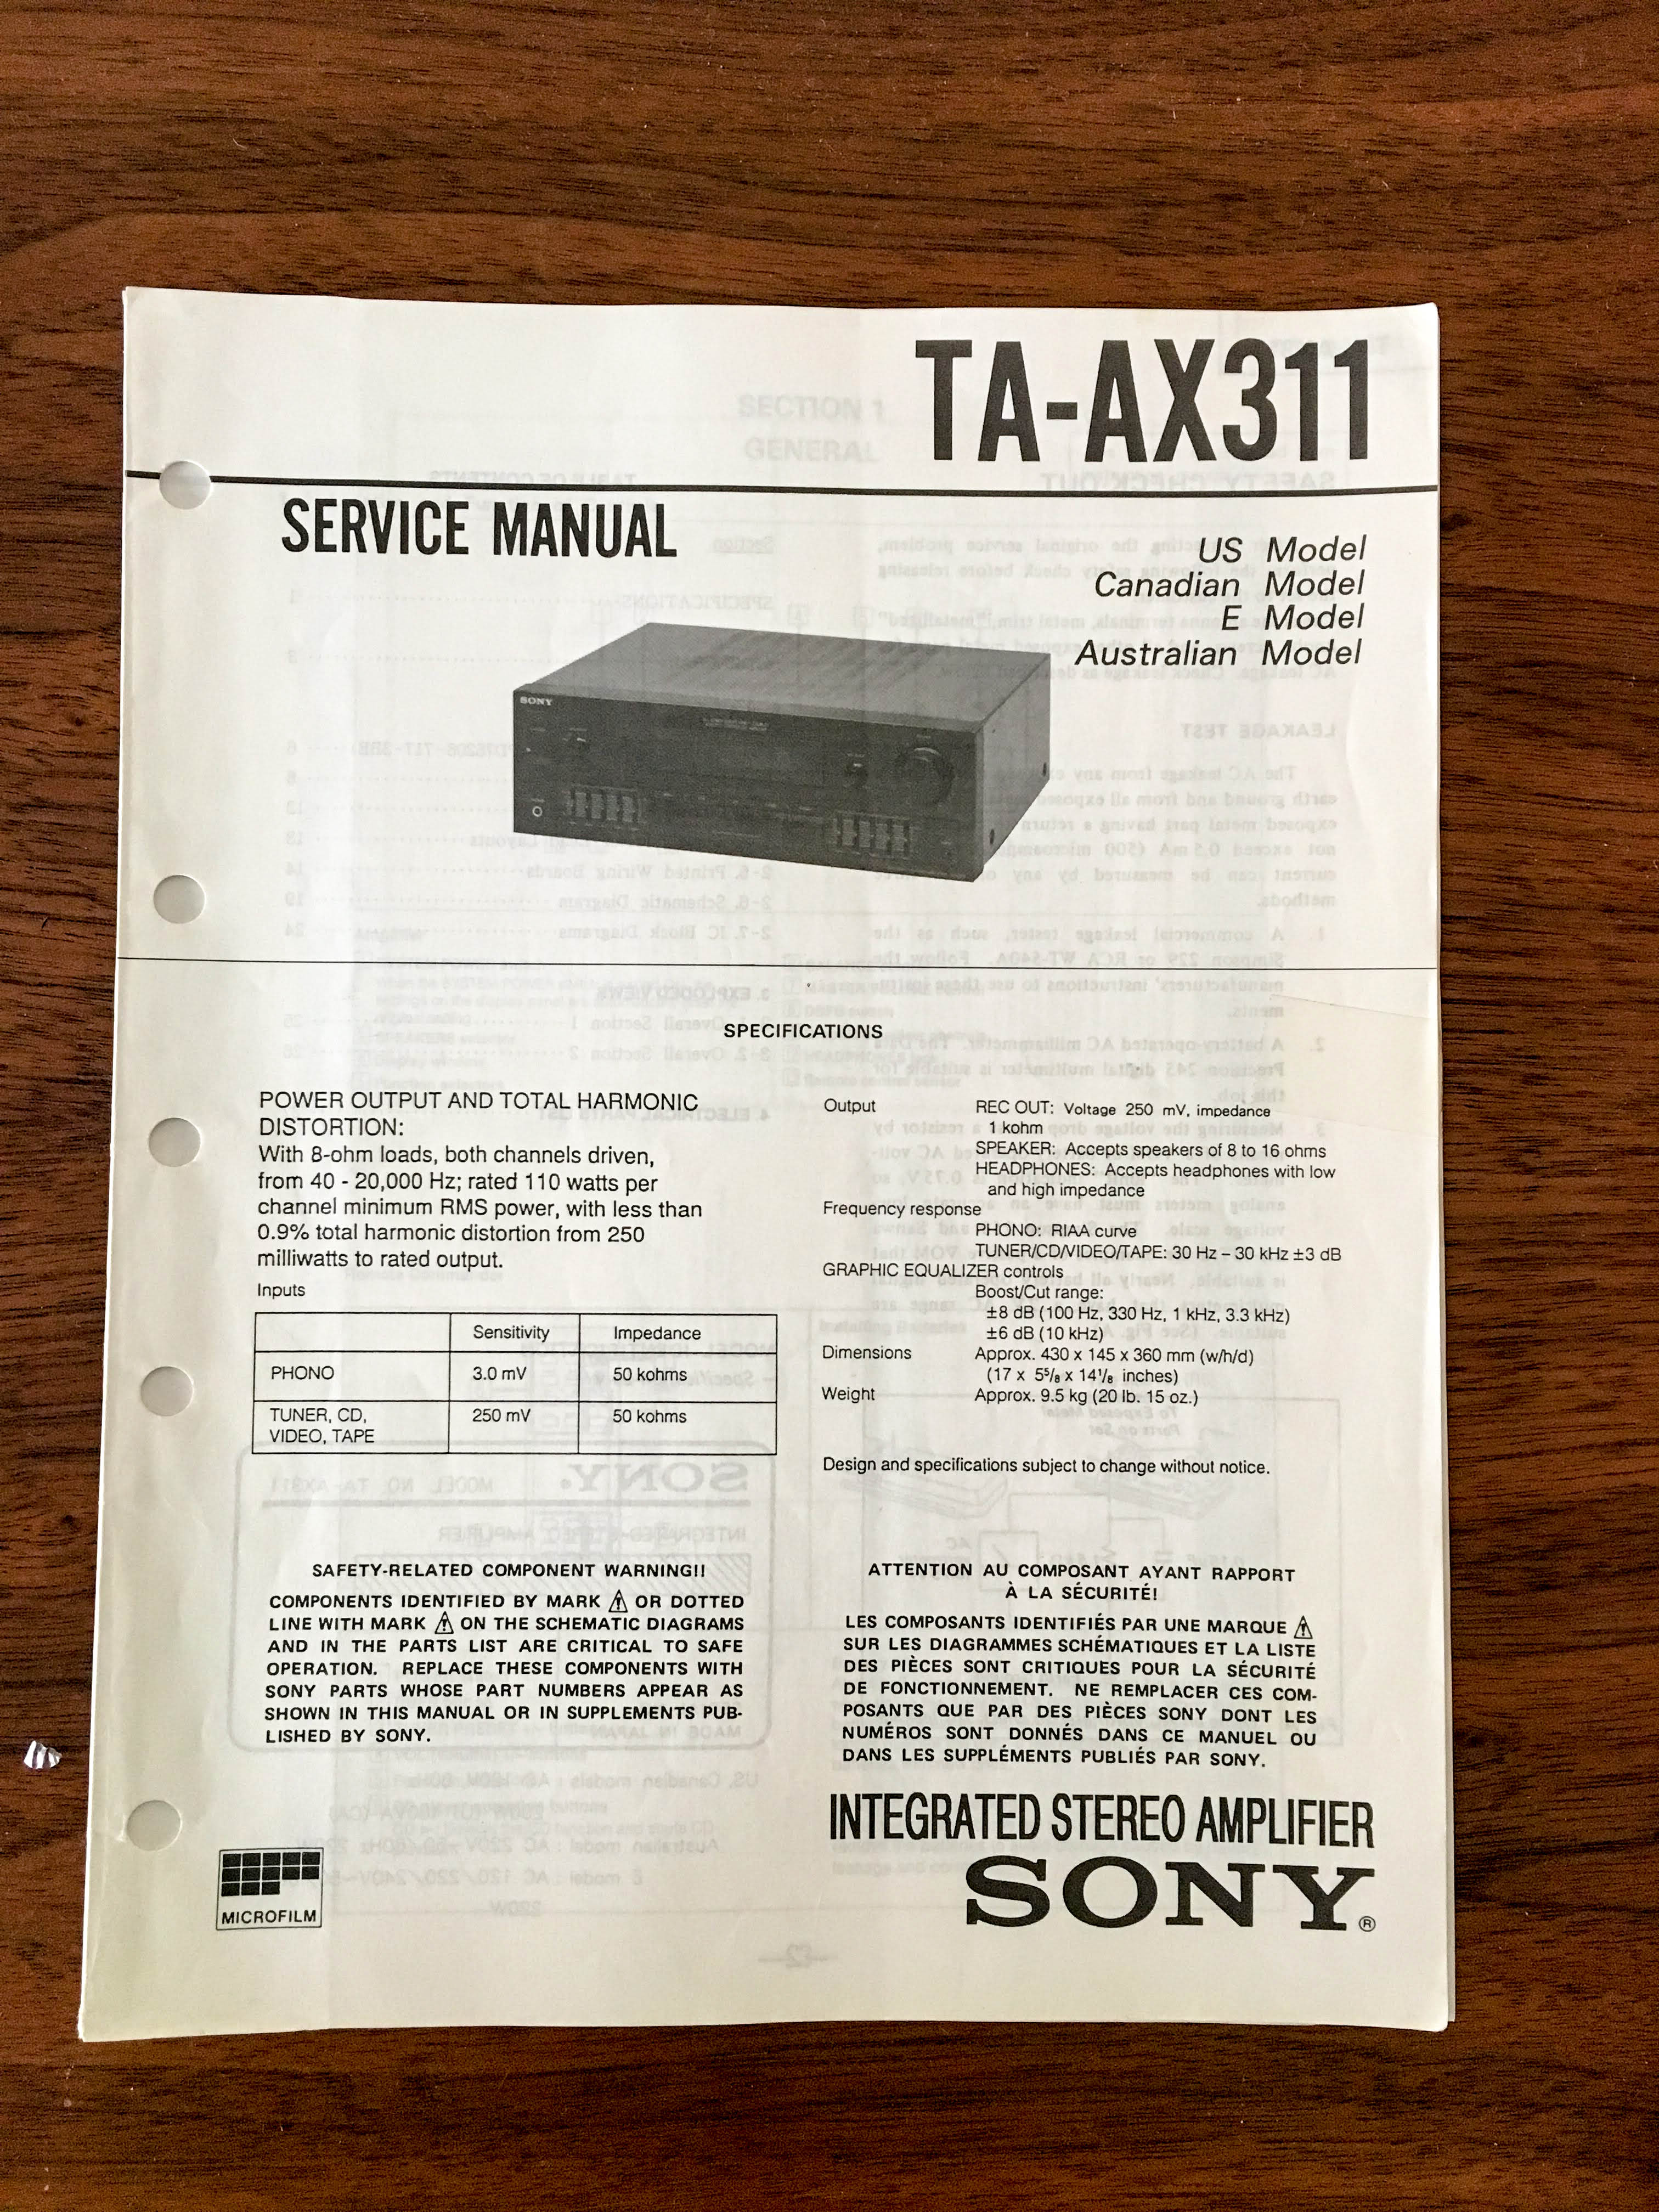 TA-AX311
SERVICE MANUAL
US Model
Canadian Model
E Model
Australian Model
SONY
SPECIFICATIONS
POWER OUTPUT AND TOTAL HARMONIC
DISTORTION:
With 8-ohm loads, both channels driven,
from 40 - 20,000 Hz; rated 110 watts per
channel minimum RMS power, with less than
0.9% total harmonic distortion from 250
milliwatts to rated output.
Inputs
Sensitivity Impedance
PHONO 3.0 mV 50 kohms
TUNER, CD, 250 mV 50 kohms
VIDEO, TAPE
Output REC OUT: Voltage 250 mV, impedance
1 kohm
SPEAKER: Accepts speakers of 8 to 16 ohms
HEADPHONES: Accepts headphones with low
and high impedance
Frequency response
PHONO: RIAA curve
TUNER/CD/VIDEO/TAPE: 30 Hz – 30 kHz ±3 dB
GRAPHIC EQUALIZER controls
Boost/Cut range:
±8 dB (100 Hz, 330 Hz, 1 kHz, 3.3 kHz)
±6 dB (10 kHz)
Dimensions Approx. 430 x 145 x 360 mm (w/h/d)
(17 x 5⁵/₈ x 14¹/₈ inches)
Weight Approx. 9.5 kg (20 lb. 15 oz.)
Design and specifications subject to change without notice.
SAFETY-RELATED COMPONENT WARNING!!
COMPONENTS IDENTIFIED BY MARK ⚠ OR DOTTED
LINE WITH MARK ⚠ ON THE SCHEMATIC DIAGRAMS
AND IN THE PARTS LIST ARE CRITICAL TO SAFE
OPERATION. REPLACE THESE COMPONENTS WITH
SONY PARTS WHOSE PART NUMBERS APPEAR AS
SHOWN IN THIS MANUAL OR IN SUPPLEMENTS PUB-
LISHED BY SONY.
ATTENTION AU COMPOSANT AYANT RAPPORT
À LA SÉCURITÉ!
LES COMPOSANTS IDENTIFIÉS PAR UNE MARQUE ⚠
SUR LES DIAGRAMMES SCHÉMATIQUES ET LA LISTE
DES PIÈCES SONT CRITIQUES POUR LA SÉCURITÉ
DE FONCTIONNEMENT. NE REMPLACER CES COM-
POSANTS QUE PAR DES PIÈCES SONY DONT LES
NUMÉROS SONT DONNÉS DANS CE MANUEL OU
DANS LES SUPPLÉMENTS PUBLIÉS PAR SONY.
MICROFILM
INTEGRATED STEREO AMPLIFIER
SONY®